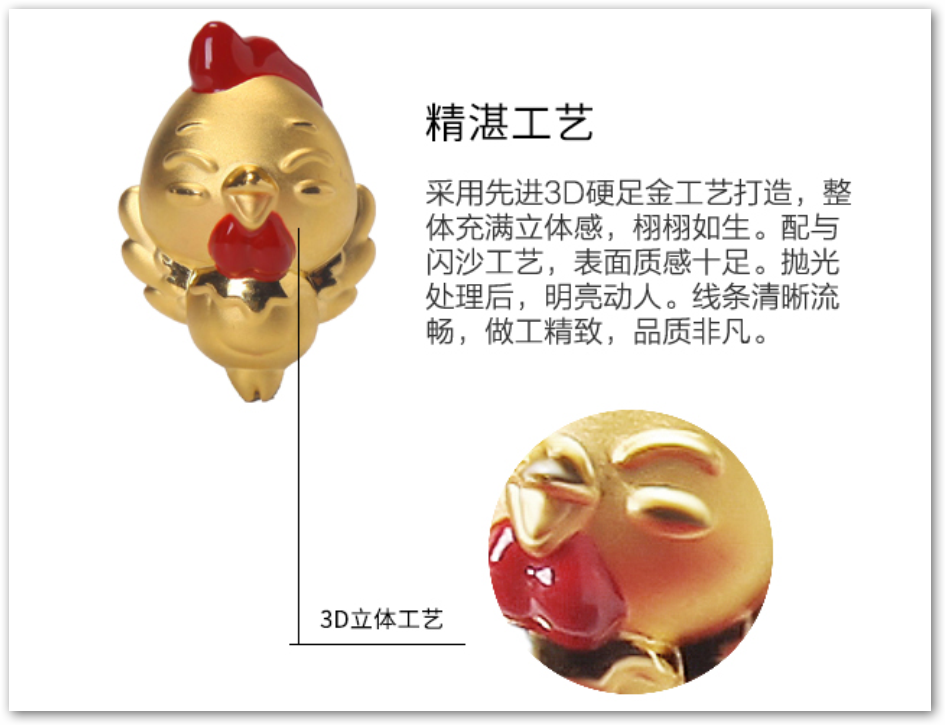 精湛工艺
采用先进3D硬足金工艺打造，整
体充满立体感，栩栩如生。配与
闪沙工艺，表面质感十足。抛光
处理后，明亮动人。线条清晰流
畅，做工精致，品质非凡。
3D立体工艺